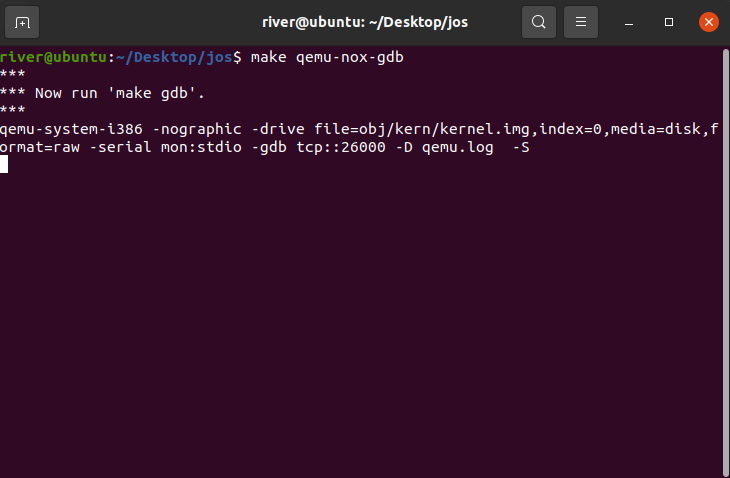 river@ubuntu: ~/Desktop/jos
river@ubuntu:~/Desktop/jos$ make qemu-nox-gdb
***
*** Now run 'make gdb'.
***
qemu-system-i386 -nographic -drive file=obj/kern/kernel.img,index=0,media=disk,f
ormat=raw -serial mon:stdio -gdb tcp::26000 -D qemu.log  -S